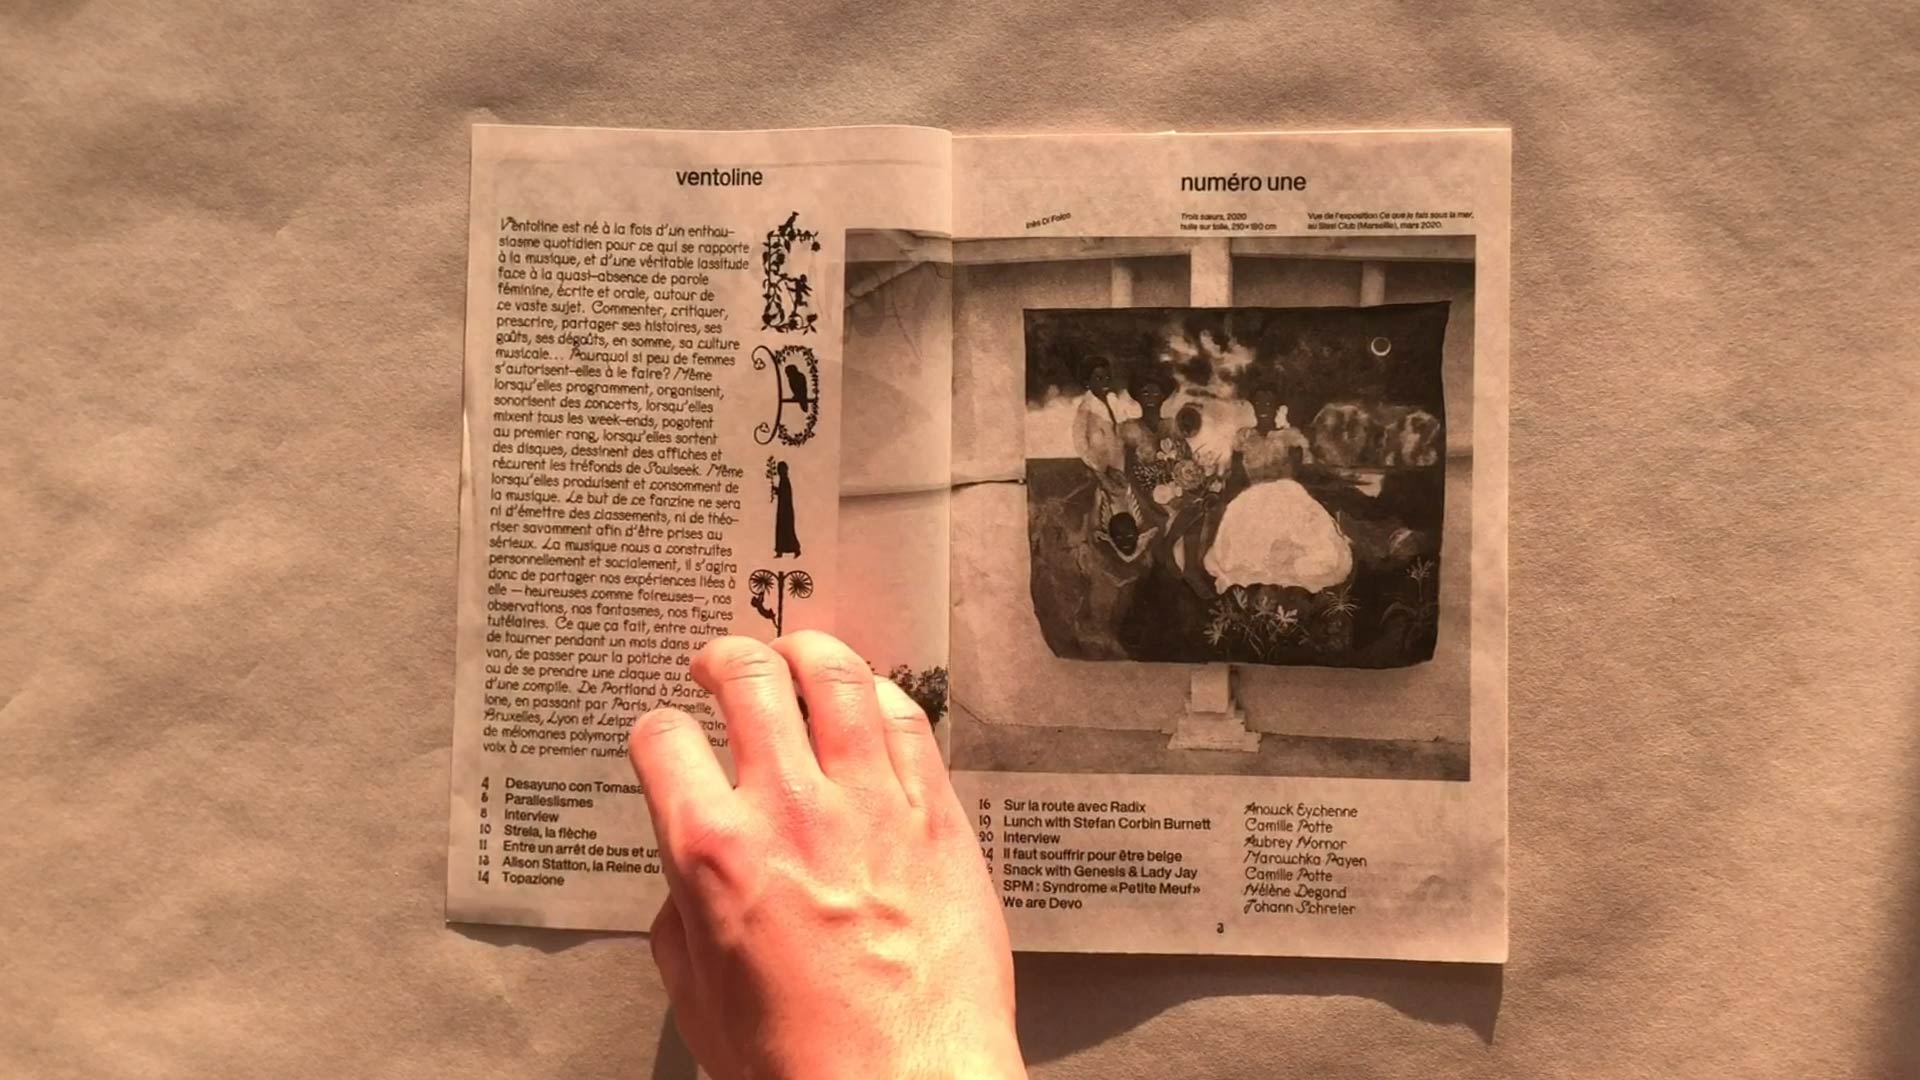 ventoline
Ventoline est né à la fois d'un enthou-
siasme quotidien pour ce qui se rapporte
à la musique, et d'une véritable lassitude
face à la quasi-absence de parole
féminine, écrite et orale, autour de
ce vaste sujet. Commenter, critiquer,
prescrire, partager ses histoires, ses
goûts, ses dégoûts, en somme, sa culture
musicale... Pourquoi si peu de femmes
s'autorisent-elles à le faire? Même
lorsqu'elles programment, organisent,
sonorisent des concerts, lorsqu'elles
mixent tous les week-ends, pogotent
au premier rang, lorsqu'elles sortent
des disques, dessinent des affiches et
récurent les tréfonds de Soulseek. Même
lorsqu'elles produisent et consomment de
la musique. Le but de ce fanzine ne sera
ni d'émettre des classements, ni de théo-
riser savamment afin d'être prises au
sérieux. La musique nous a construites
personnellement et socialement, il s'agira
donc de partager nos expériences liées à
elle —heureuses comme foireuses—, nos
observations, nos fantasmes, nos figures
tutélaires. Ce que ça fait, entre autres,
de tourner pendant un mois dans
van, de passer pour la potiche de
ou de se prendre une claque au
d'une compile. De Portland à Barce-
lone, en passant par Paris, Marseille,
Bruxelles, Lyon et
de mélomanes
voix à ce premier
4 Desayuno con
6 Paralleslismes
8 Interview
10 Strela, la flèche
11 Entre un arrêt de bus et
12 Alison Statton, la Reine du
14 Topazione
numéro une
Inès Di Folco
Trois sœurs, 2020
huile sur toile, 210×180 cm
Vue de l'exposition Ce que je fais sous la mer,
au Sissi Club (Marseille), mars 2020.
16 Sur la route avec Radix Anouck Eychenne
19 Lunch with Stefan Corbin Burnett Camille Potte
20 Interview Aubrey Nornor
Il faut souffrir pour être belge Marouchka Payen
Snack with Genesis & Lady Jay Camille Potte
SPM : Syndrome «Petite Meuf» Hélène Degand
We are Devo Johann Schreier
3